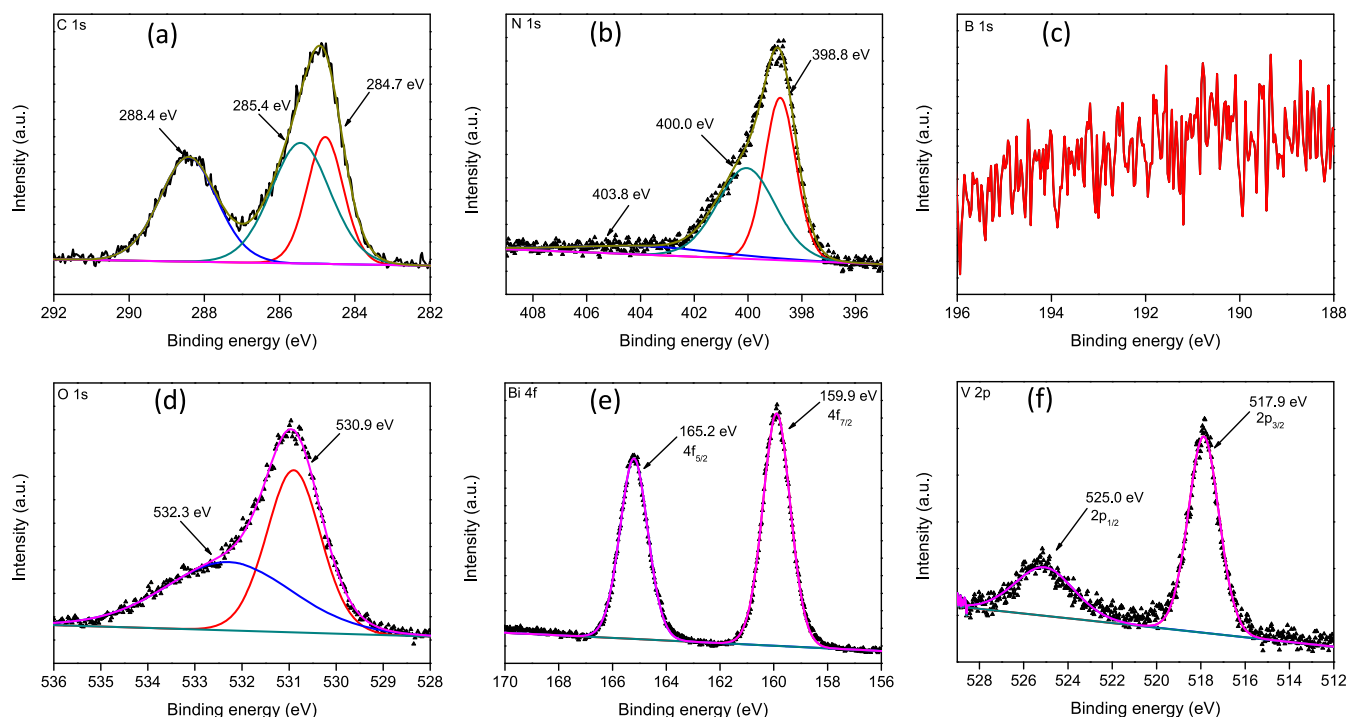 C 1s
(a)
288.4 eV
285.4 eV
284.7 eV
Intensity (a.u.)
292 290 288 286 284 282
Binding energy (eV)
N 1s
(b)
398.8 eV
400.0 eV
403.8 eV
Intensity (a.u.)
408 406 404 402 400 398 396
Binding energy (eV)
B 1s
(c)
Intensity (a.u.)
196 194 192 190 188
Binding energy (eV)
O 1s
(d)
530.9 eV
532.3 eV
Intensity (a.u.)
536 535 534 533 532 531 530 529 528
Binding energy (eV)
Bi 4f
(e)
159.9 eV
4f7/2
165.2 eV
4f5/2
Intensity (a.u.)
170 168 166 164 162 160 158 156
Binding energy (eV)
V 2p
(f)
517.9 eV
2p3/2
525.0 eV
2p1/2
Intensity (a.u.)
528 526 524 522 520 518 516 514 512
Binding energy (eV)